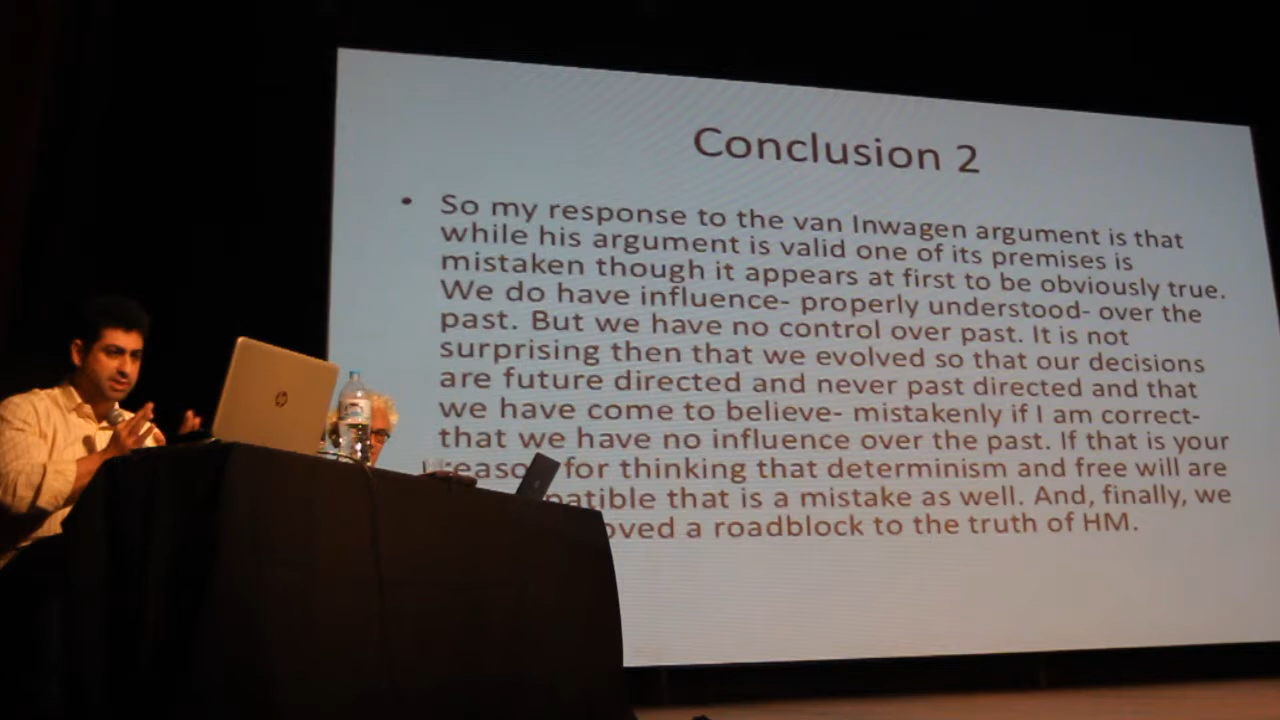 Conclusion 2
• So my response to the van Inwagen argument is that
while his argument is valid one of its premises is
mistaken though it appears at first to be obviously true.
We do have influence- properly understood- over the
past. But we have no control over past. It is not
surprising then that we evolved so that our decisions
are future directed and never past directed and that
we have come to believe- mistakenly if I am correct-
that we have no influence over the past. If that is your
for thinking that determinism and free will are
that is a mistake as well. And, finally, we
a roadblock to the truth of HM.
hp